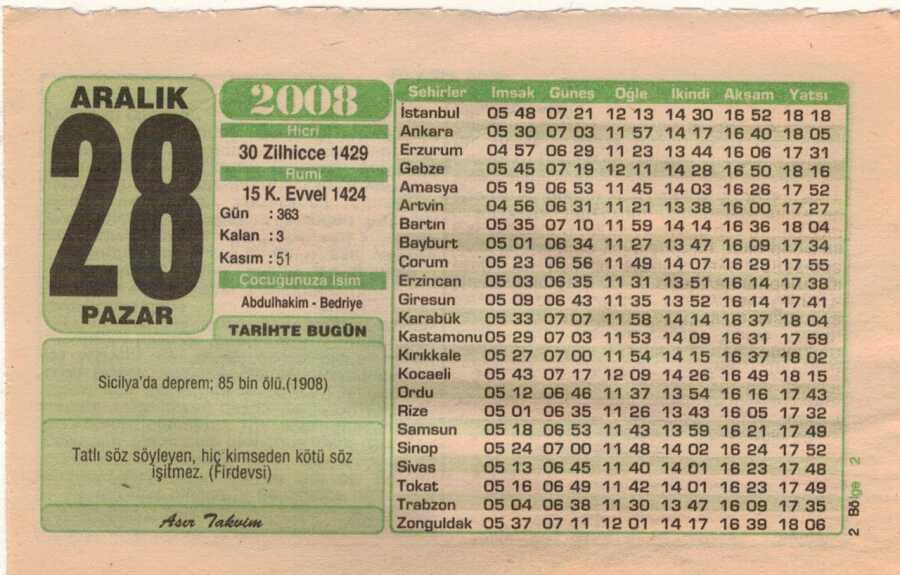 ARALIK
28
PAZAR
2008
Hicri
30 Zilhicce 1429
Rumi
15 K. Evvel 1424
Gün : 363
Kalan : 3
Kasım : 51
Çocuğunuza İsim
Abdulhakim - Bedriye
TARİHTE BUGÜN
Sicilya'da deprem; 85 bin ölü.(1908)
Tatlı söz söyleyen, hiç kimseden kötü söz
işitmez. (Firdevsi)
Asır Takvim
Şehirler İmsak Güneş Öğle İkindi Akşam Yatsı
İstanbul 05 48 07 21 12 13 14 30 16 52 18 18
Ankara 05 30 07 03 11 57 14 17 16 40 18 05
Erzurum 04 57 06 29 11 23 13 44 16 06 17 31
Gebze 05 45 07 19 12 11 14 28 16 50 18 16
Amasya 05 19 06 53 11 45 14 03 16 26 17 52
Artvin 04 56 06 31 11 21 13 38 16 00 17 27
Bartın 05 35 07 10 11 59 14 14 16 36 18 04
Bayburt 05 01 06 34 11 27 13 47 16 09 17 34
Çorum 05 23 06 56 11 49 14 07 16 29 17 55
Erzincan 05 03 06 35 11 31 13 51 16 14 17 38
Giresun 05 09 06 43 11 35 13 52 16 14 17 41
Karabük 05 33 07 07 11 58 14 14 16 37 18 04
Kastamonu 05 29 07 03 11 53 14 09 16 31 17 59
Kırıkkale 05 27 07 00 11 54 14 15 16 37 18 02
Kocaeli 05 43 07 17 12 09 14 26 16 49 18 15
Ordu 05 12 06 46 11 37 13 54 16 16 17 43
Rize 05 01 06 35 11 26 13 43 16 05 17 32
Samsun 05 18 06 53 11 43 13 59 16 21 17 49
Sinop 05 24 07 00 11 48 14 02 16 24 17 52
Sivas 05 13 06 45 11 40 14 01 16 23 17 48
Tokat 05 16 06 49 11 42 14 01 16 23 17 49
Trabzon 05 04 06 38 11 30 13 47 16 09 17 35
Zonguldak 05 37 07 11 12 01 14 17 16 39 18 06
2 Bölge 2